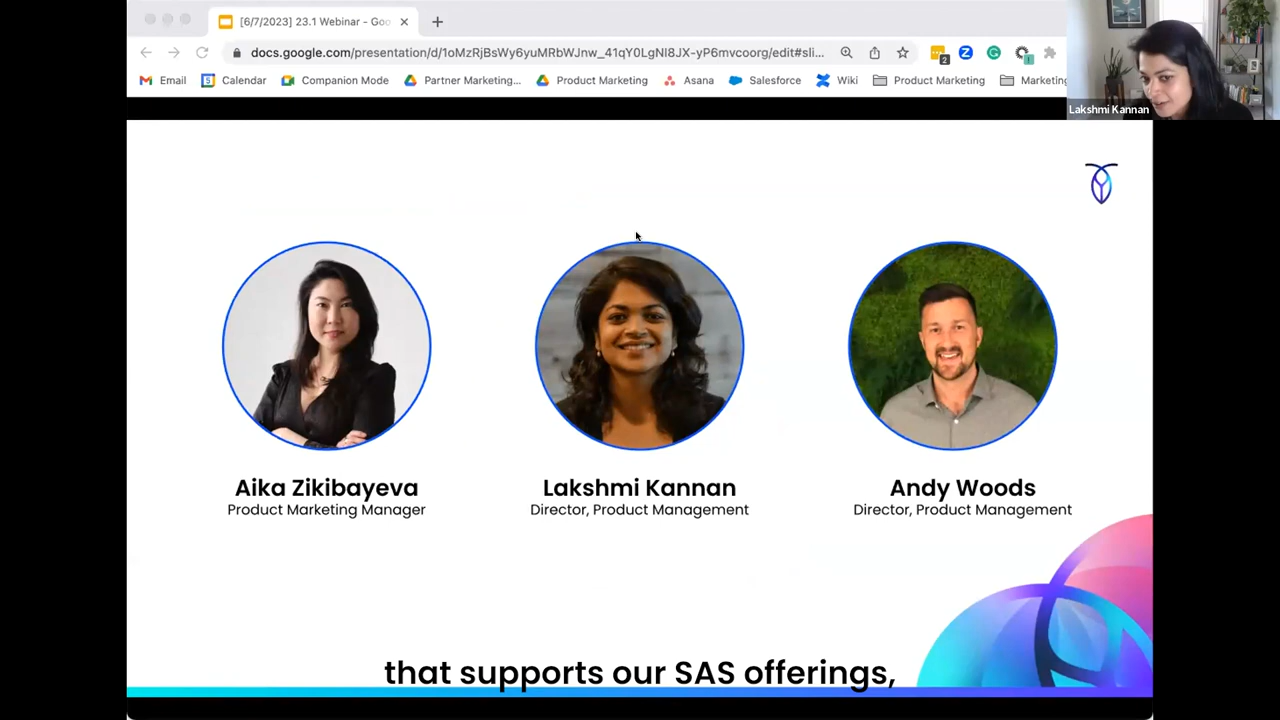 [6/7/2023] 23.1 Webinar - Goo
docs.google.com/presentation/d/1oMzRjBsWy6yuMRbWJnw_41qY0LgNI8JX-yP6mvcoorg/edit#sli...
2
1
Email
Calendar
Companion Mode
Partner Marketing...
Product Marketing
Asana
Salesforce
Wiki
Product Marketing
Marketing
Lakshmi Kannan
Aika Zikibayeva
Product Marketing Manager
Lakshmi Kannan
Director, Product Management
Andy Woods
Director, Product Management
that supports our SAS offerings,